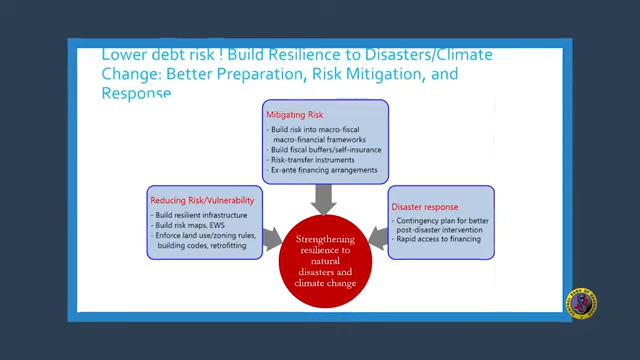 Lower debt risk ! Build Resilience to Disasters/Climate
Change: Better Preparation, Risk Mitigation, and
Response
Mitigating Risk
- Build risk into macro-fiscal
macro-financial frameworks
- Build fiscal buffers/self-insurance
- Risk-transfer instruments
- Ex-ante financing arrangements
Reducing Risk/Vulnerability
- Build resilient infrastructure
- Build risk maps, EWS
- Enforce land use/zoning rules,
building codes, retrofitting
Disaster response
- Contingency plan for better
post-disaster intervention
- Rapid access to financing
Strengthening
resilience to
natural
disasters and
climate change